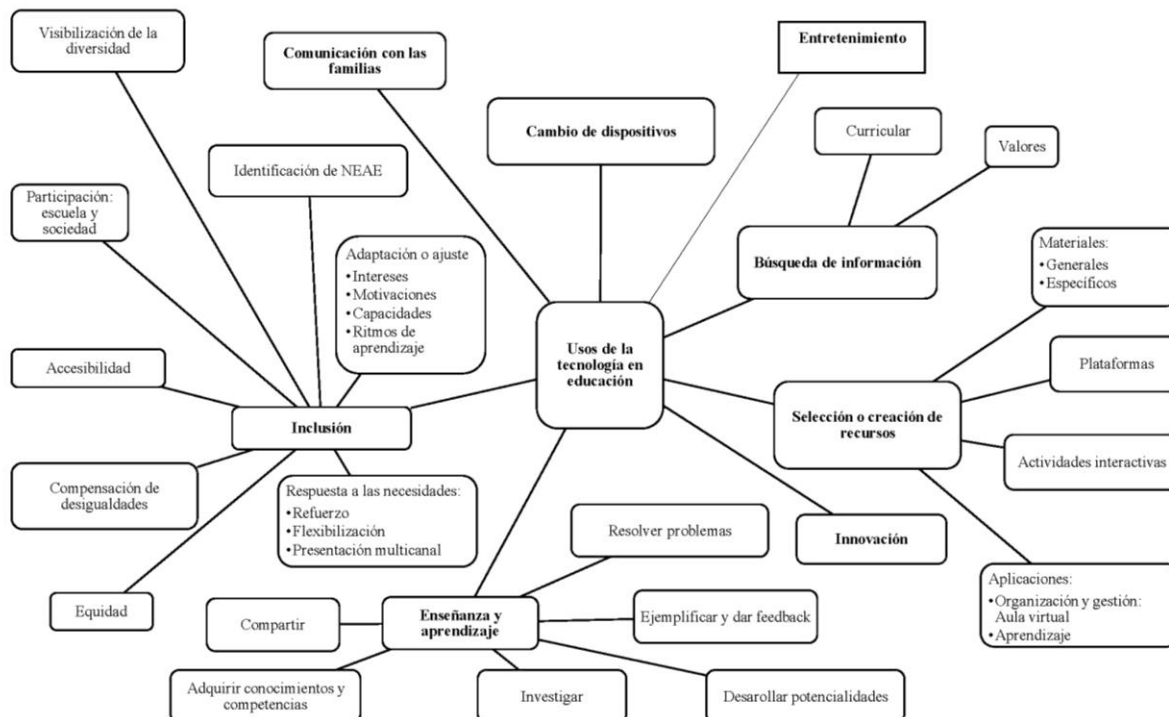 Visibilización de la
diversidad
Comunicación con las
familias
Entretenimiento
Cambio de dispositivos
Curricular
Valores
Identificación de NEAE
Participación:
escuela y
sociedad
Adaptación o ajuste
•Intereses
•Motivaciones
•Capacidades
•Ritmos de
aprendizaje
Búsqueda de información
Materiales:
•Generales
•Específicos
Usos de la
tecnología en
educación
Accesibilidad
Plataformas
Inclusión
Selección o creación de
recursos
Actividades interactivas
Compensación de
desigualdades
Respuesta a las necesidades:
•Refuerzo
•Flexibilización
•Presentación multicanal
Resolver problemas
Innovación
Equidad
Compartir
Enseñanza y
aprendizaje
Ejemplificar y dar feedback
Aplicaciones:
•Organización y gestión:
Aula virtual
•Aprendizaje
Adquirir conocimientos y
competencias
Investigar
Desarollar potencialidades